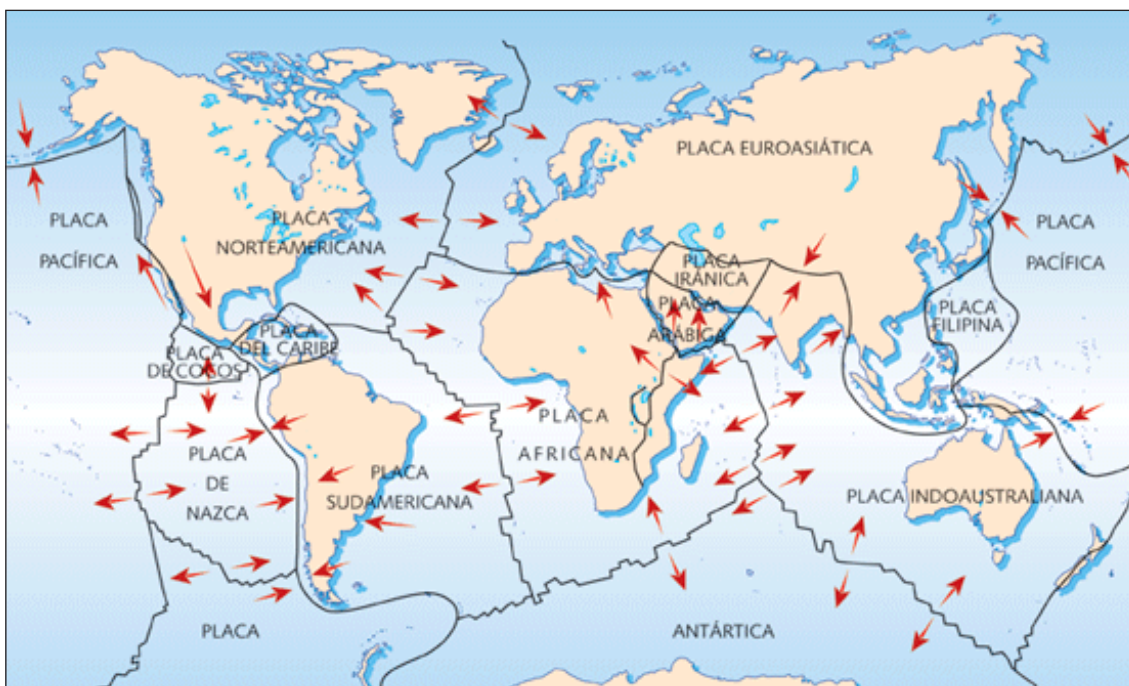 PLACA EUROASIÁTICA
PLACA
NORTEAMERICANA
PLACA
PACÍFICA
PLACA
PACÍFICA
PLACA
IRÁNICA
PLACA
ARÁBIGA
PLACA
FILIPINA
PLACA
DEL CARIBE
PLACA
DE COCOS
PLACA
AFRICANA
PLACA
DE
NAZCA
PLACA
SUDAMERICANA
PLACA INDOAUSTRALIANA
PLACA
ANTÁRTICA